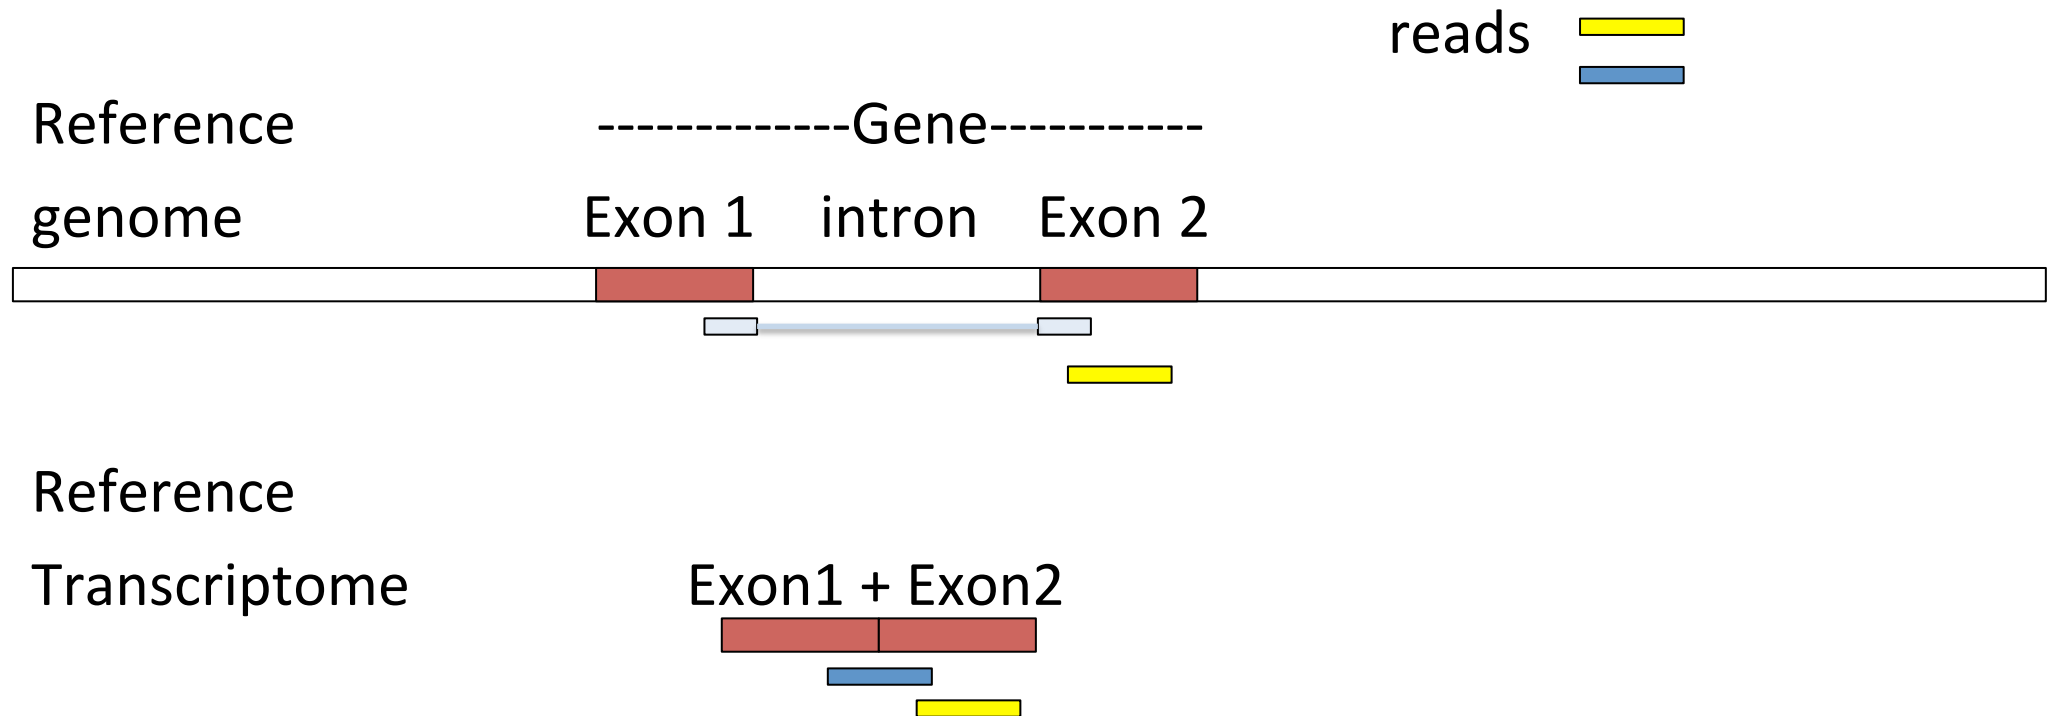 reads
Reference -------------Gene-----------
genome Exon 1 intron Exon 2
Reference
Transcriptome Exon1 + Exon2